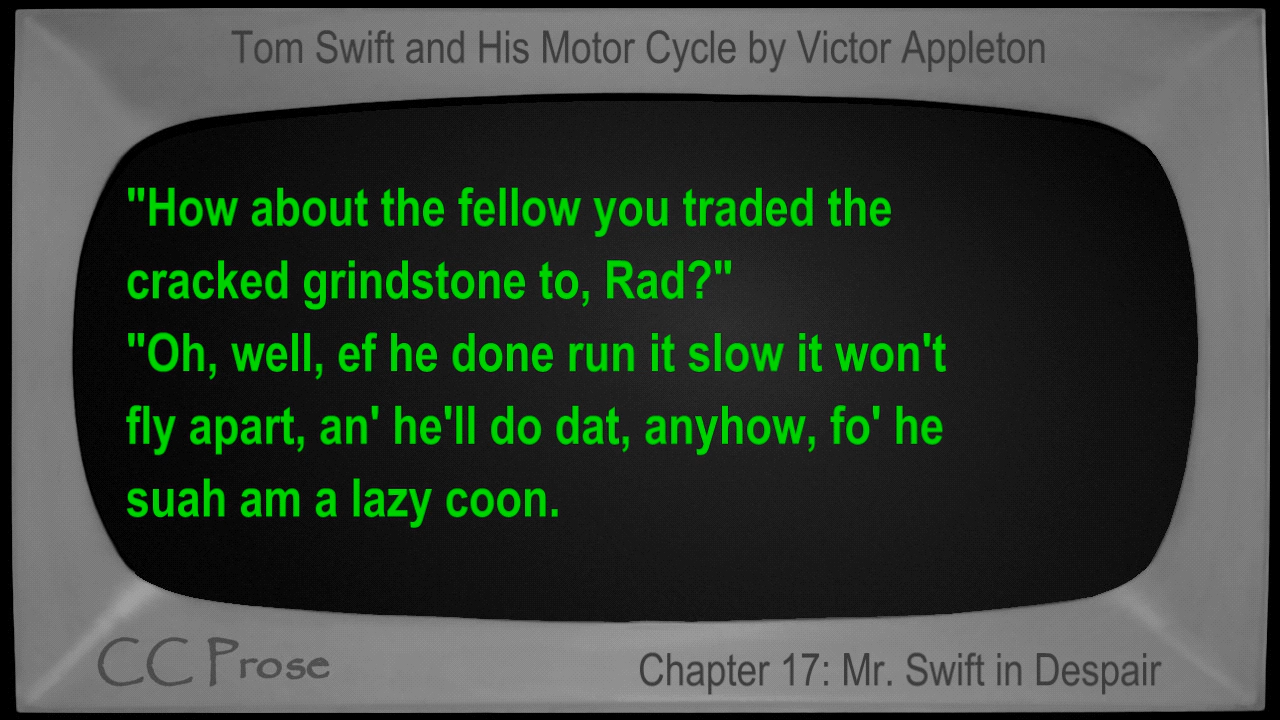 Tom Swift and His Motor Cycle by Victor Appleton
"How about the fellow you traded the
cracked grindstone to, Rad?"
"Oh, well, ef he done run it slow it won't
fly apart, an' he'll do dat, anyhow, fo' he
suah am a lazy coon.
CC Prose
Chapter 17: Mr. Swift in Despair